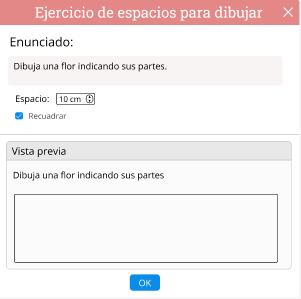 Ejercicio de espacios para dibujar
Enunciado:
Dibuja una flor indicando sus partes.
Espacio: 10 cm
Recuadrar
Vista previa
Dibuja una flor indicando sus partes
OK